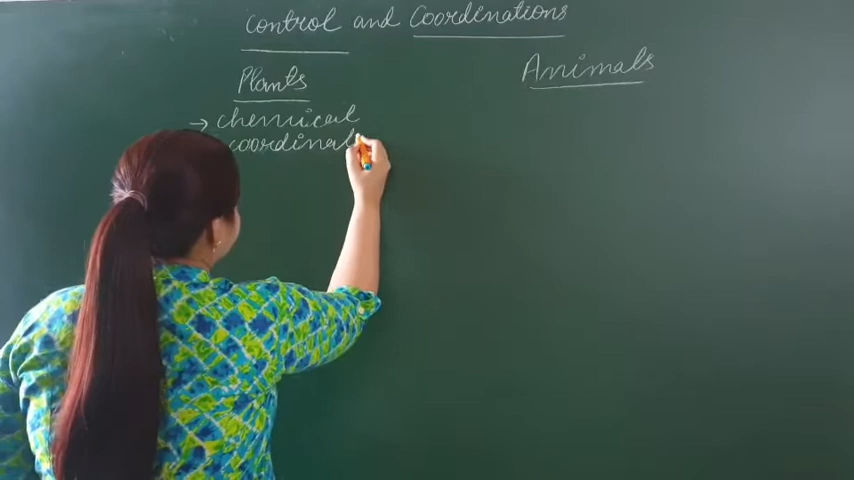 Control and Coordinations
Plants
Animals
→ chemical
coordinat